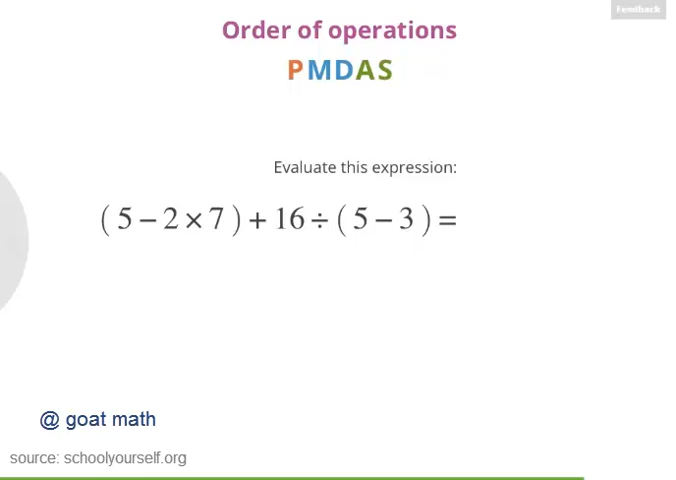 Feedback
Order of operations
PMDAS
Evaluate this expression:
( 5 − 2 × 7 ) + 16 ÷ ( 5 − 3 ) =
@ goat math
source: schoolyourself.org